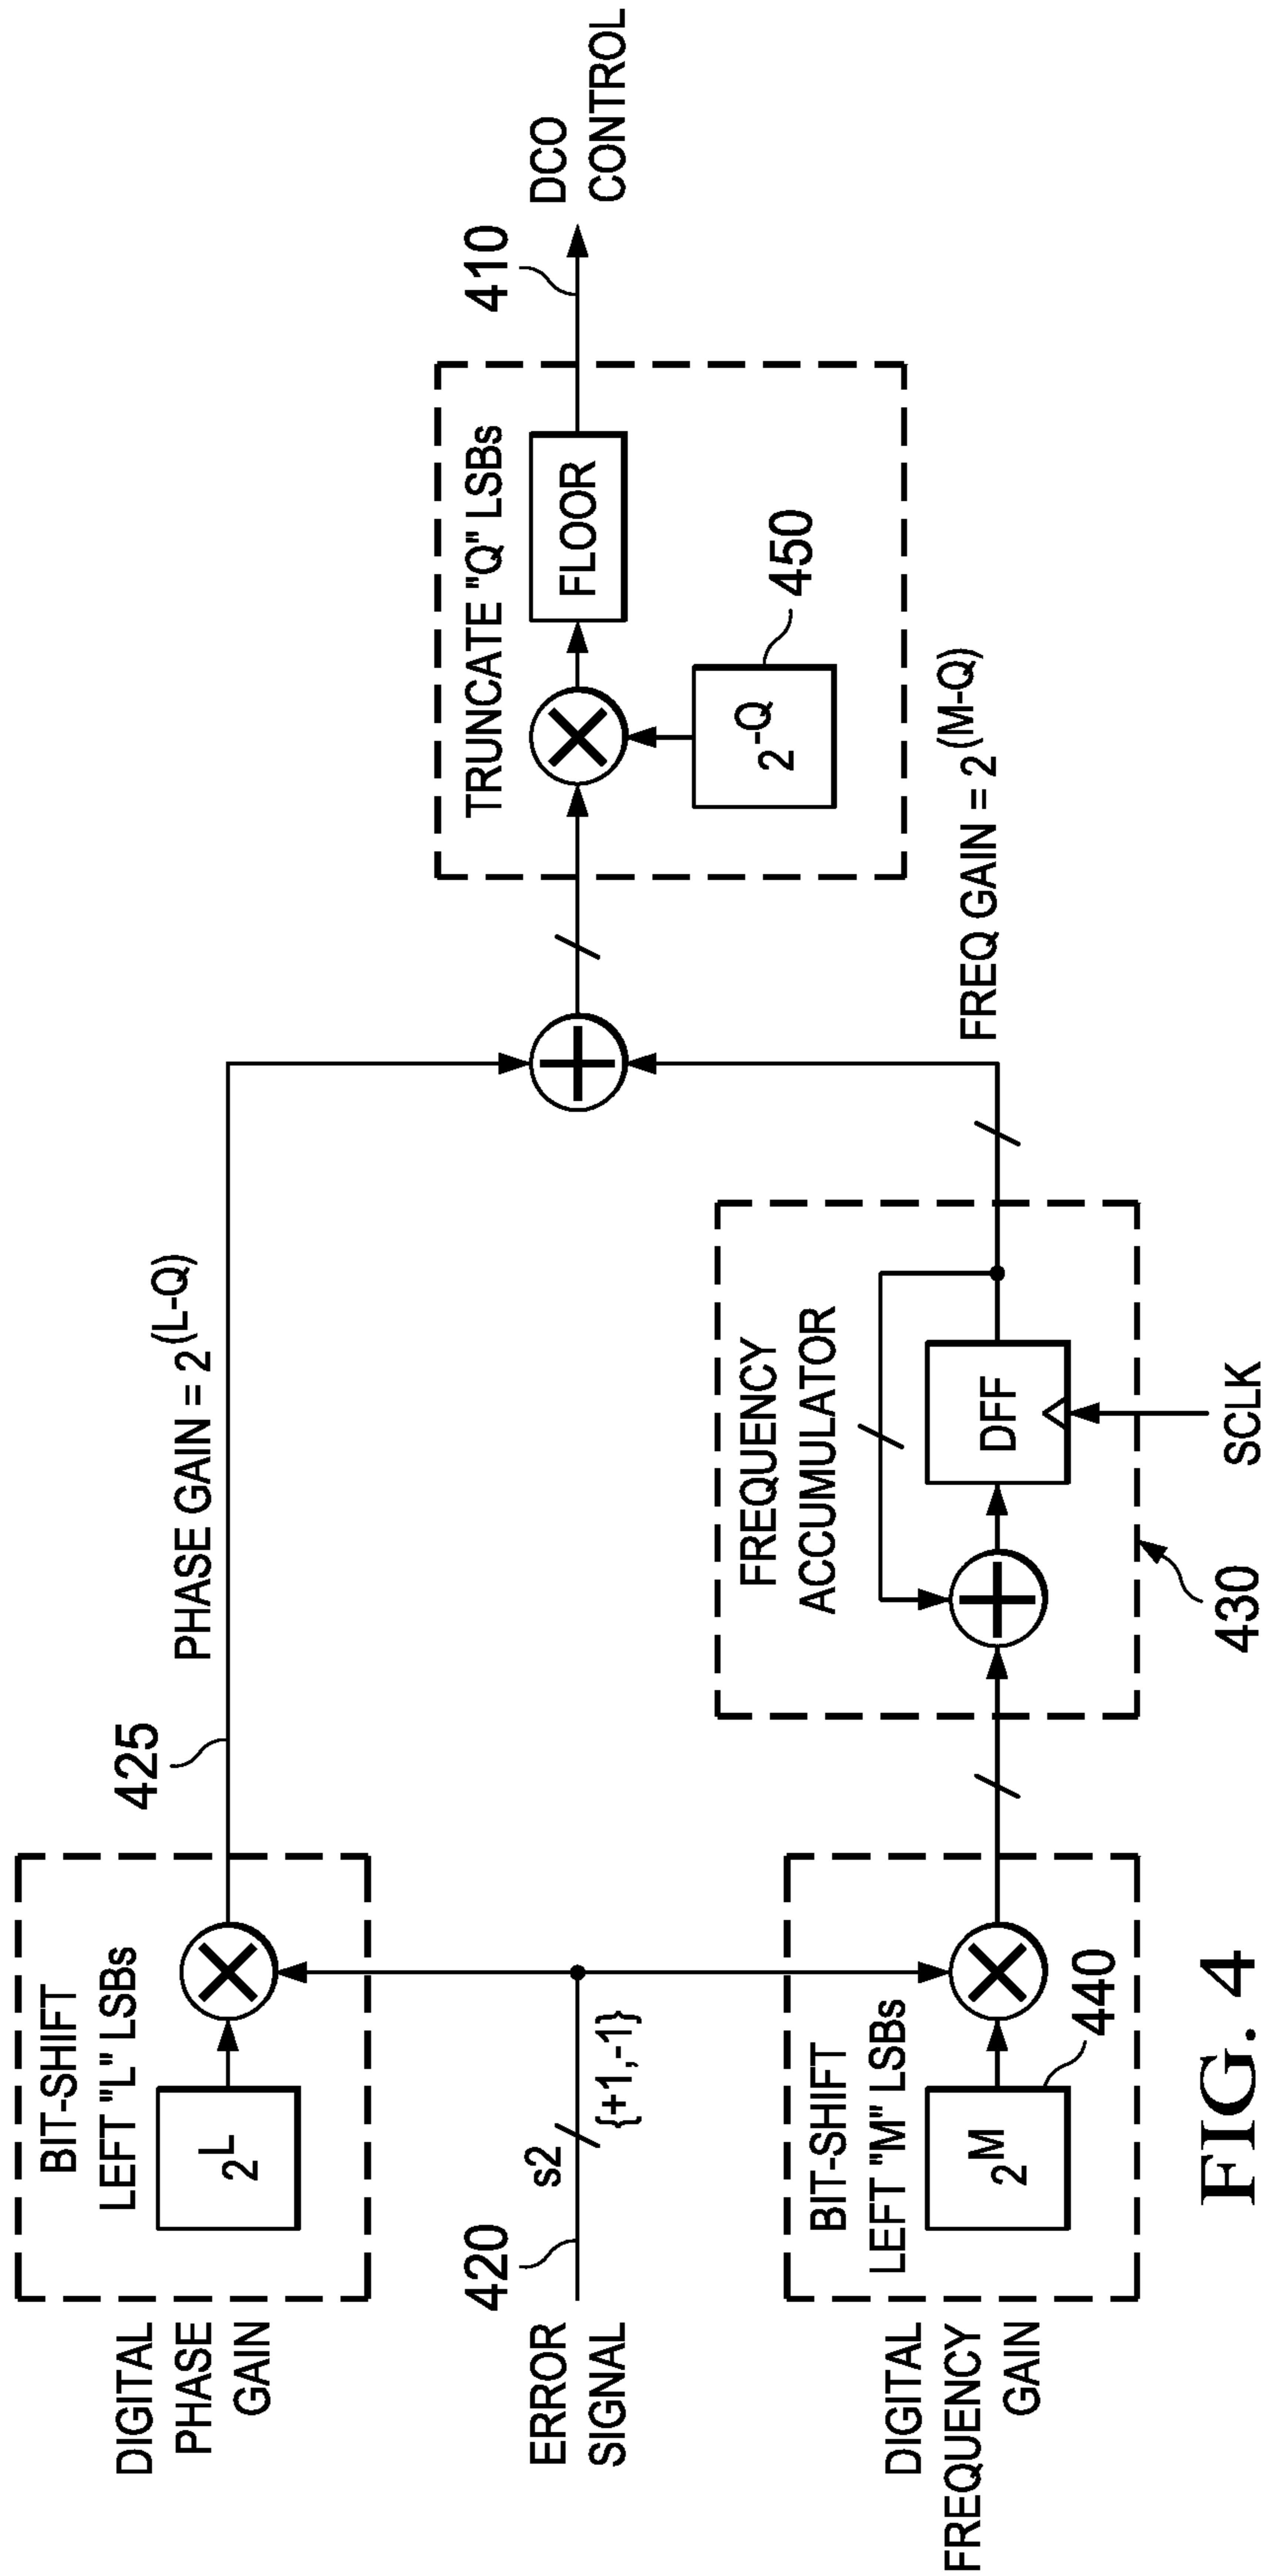 DIGITAL
PHASE
GAIN
BIT-SHIFT
LEFT "L" LSBs
2^L
425
PHASE GAIN = 2^(L-Q)
ERROR
SIGNAL
420
s2
{+1,-1}
DIGITAL
FREQUENCY
GAIN
BIT-SHIFT
LEFT "M" LSBs
2^M
440
FREQUENCY
ACCUMULATOR
DFF
SCLK
430
FREQ GAIN = 2^(M-Q)
TRUNCATE "Q" LSBs
FLOOR
2^-Q
450
410
DCO
CONTROL
FIG. 4